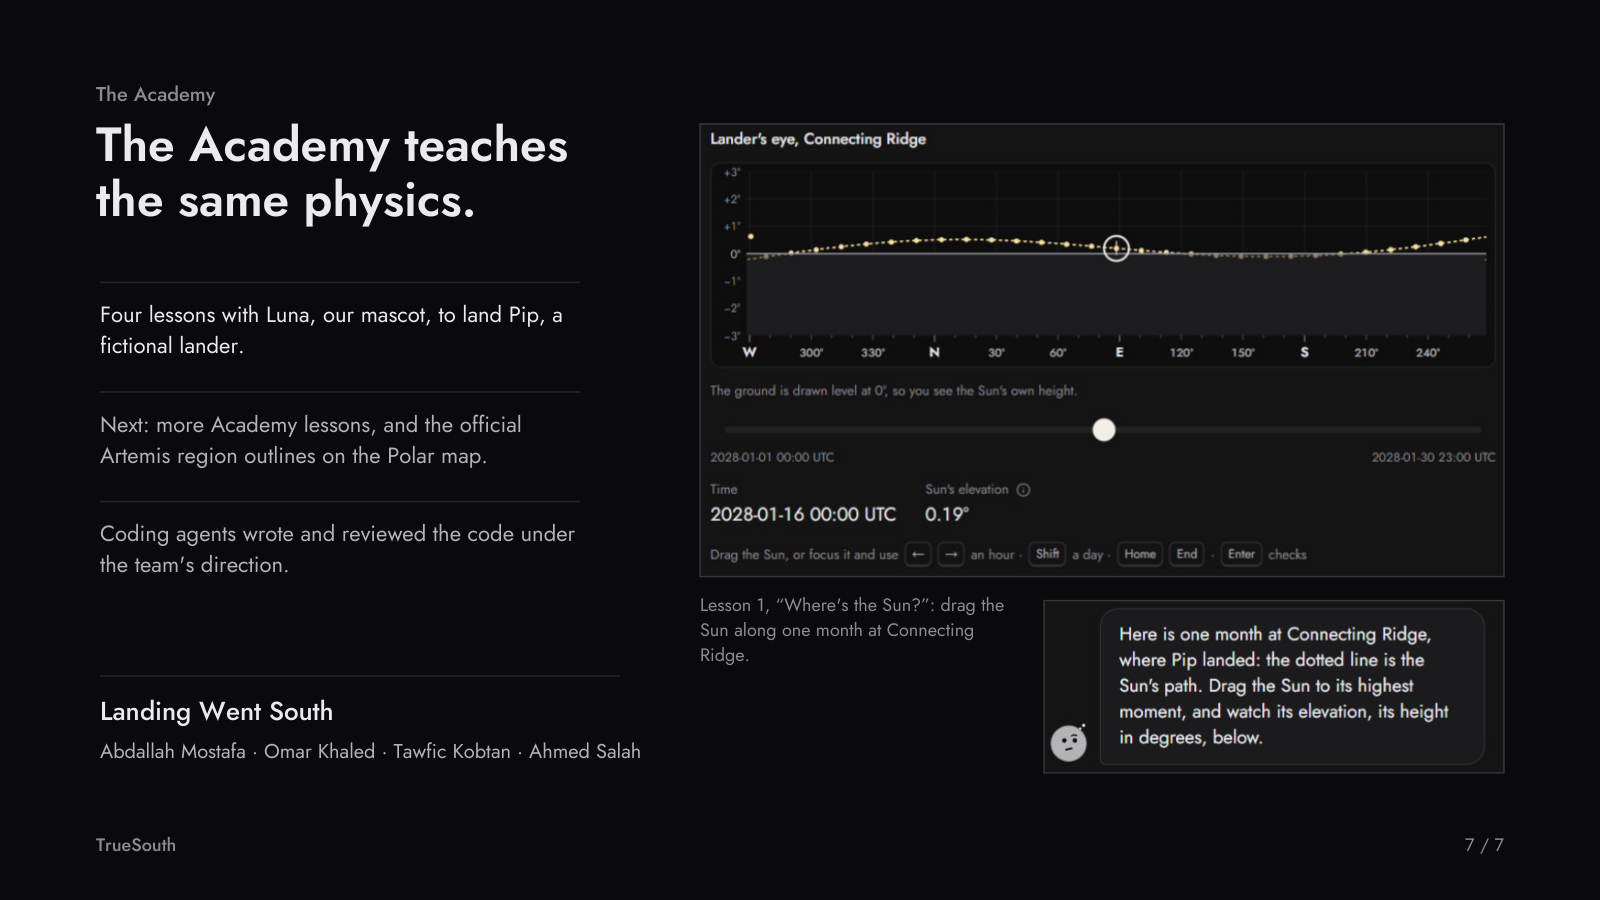 The Academy
The Academy teaches
the same physics.
Four lessons with Luna, our mascot, to land Pip, a
fictional lander.
Next: more Academy lessons, and the official
Artemis region outlines on the Polar map.
Coding agents wrote and reviewed the code under
the team's direction.
Landing Went South
Abdallah Mostafa · Omar Khaled · Tawfic Kobtan · Ahmed Salah
Lander's eye, Connecting Ridge
+3°
+2°
+1°
0°
−1°
−2°
−3°
W 300° 330° N 30° 60° E 120° 150° S 210° 240°
The ground is drawn level at 0°, so you see the Sun's own height.
2028-01-01 00:00 UTC 2028-01-30 23:00 UTC
Time Sun's elevation
2028-01-16 00:00 UTC 0.19°
Drag the Sun, or focus it and use ← → an hour · Shift a day · Home End · Enter checks
Lesson 1, “Where's the Sun?”: drag the
Sun along one month at Connecting
Ridge.
Here is one month at Connecting Ridge,
where Pip landed: the dotted line is the
Sun's path. Drag the Sun to its highest
moment, and watch its elevation, its height
in degrees, below.
TrueSouth
7 / 7